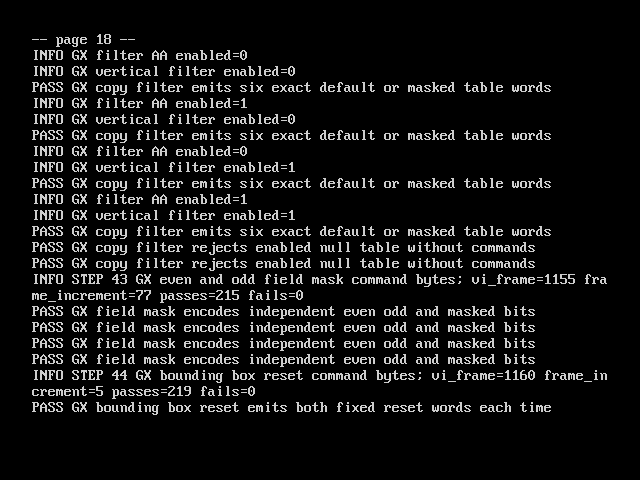 -- page 18 --
INFO GX filter AA enabled=0
INFO GX vertical filter enabled=0
PASS GX copy filter emits six exact default or masked table words
INFO GX filter AA enabled=1
INFO GX vertical filter enabled=0
PASS GX copy filter emits six exact default or masked table words
INFO GX filter AA enabled=0
INFO GX vertical filter enabled=1
PASS GX copy filter emits six exact default or masked table words
INFO GX filter AA enabled=1
INFO GX vertical filter enabled=1
PASS GX copy filter emits six exact default or masked table words
PASS GX copy filter rejects enabled null table without commands
PASS GX copy filter rejects enabled null table without commands
INFO STEP 43 GX even and odd field mask command bytes; vi_frame=1155 fra
me_increment=77 passes=215 fails=0
PASS GX field mask encodes independent even odd and masked bits
PASS GX field mask encodes independent even odd and masked bits
PASS GX field mask encodes independent even odd and masked bits
PASS GX field mask encodes independent even odd and masked bits
INFO STEP 44 GX bounding box reset command bytes; vi_frame=1160 frame_in
crement=5 passes=219 fails=0
PASS GX bounding box reset emits both fixed reset words each time